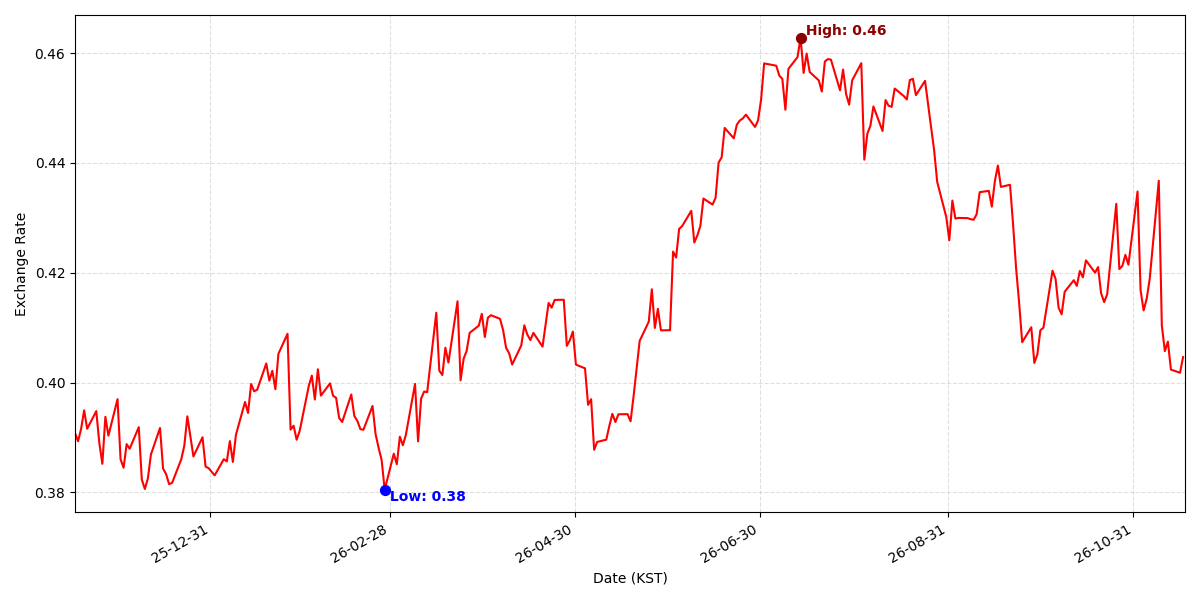 High: 0.46
0.46
0.44
0.42
0.40
0.38
Exchange Rate
Low: 0.38
25-12-31
26-02-28
26-04-30
26-06-30
26-08-31
26-10-31
Date (KST)